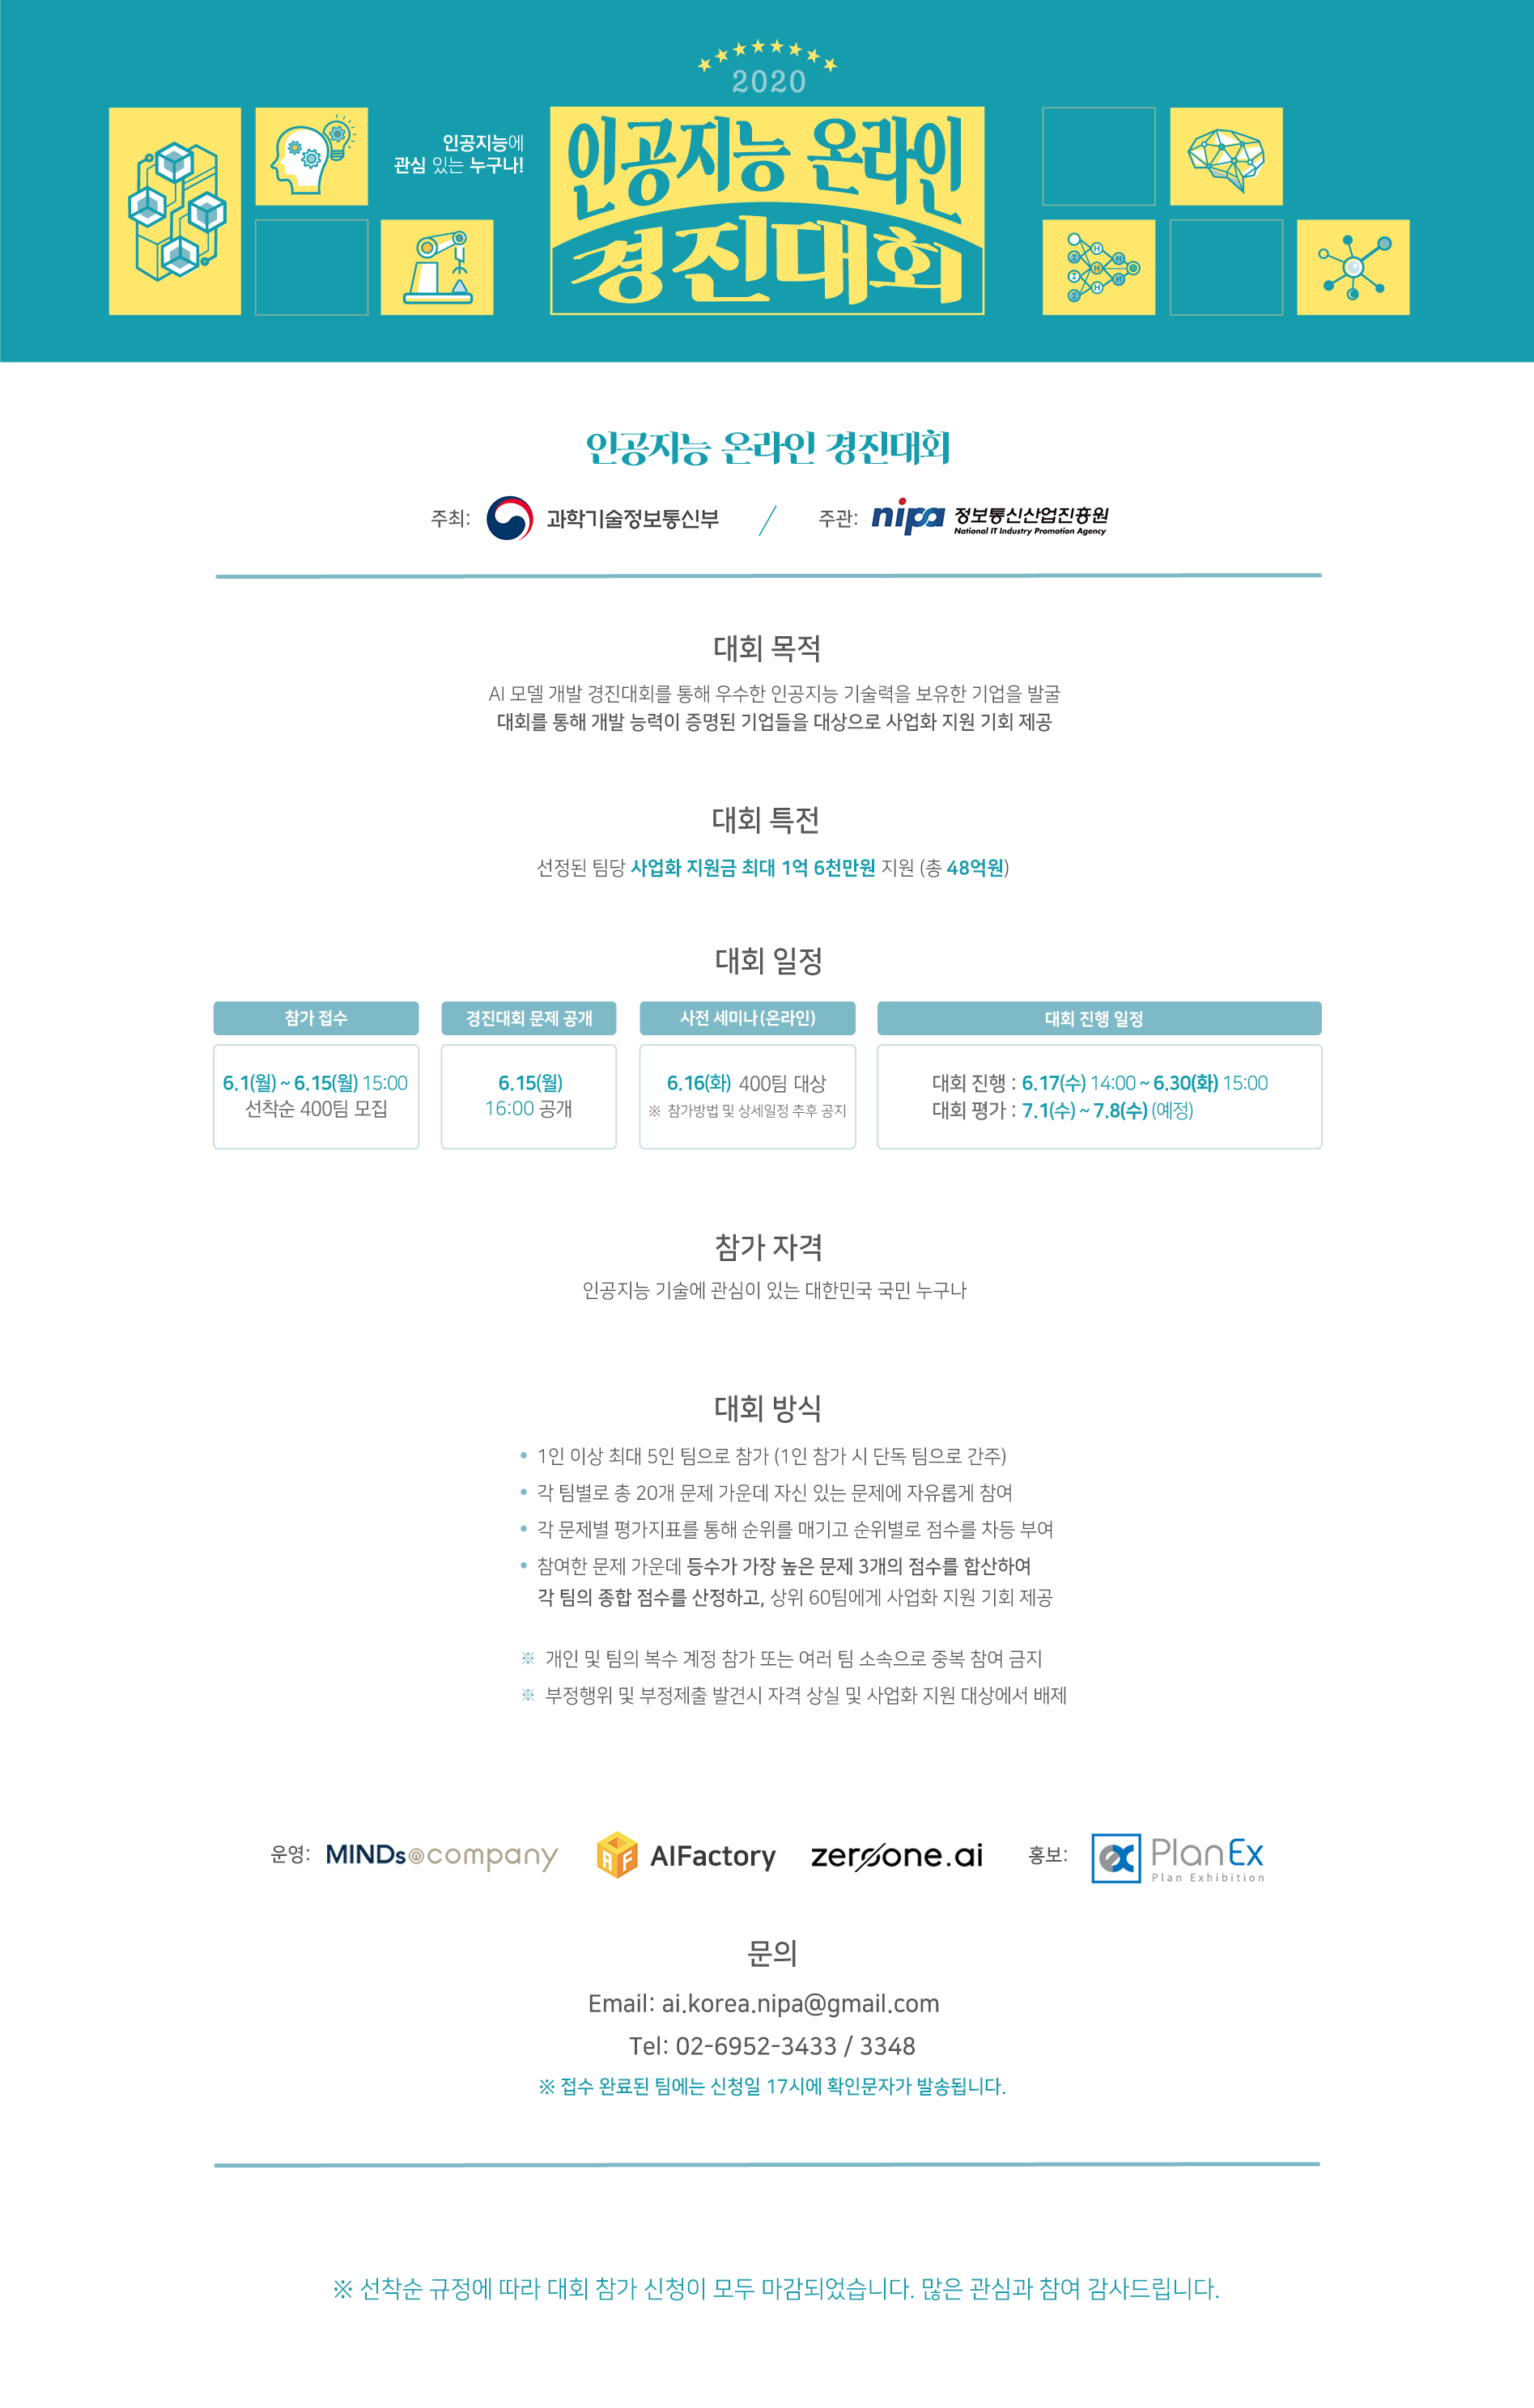 2020
인공지능에
관심 있는 누구나!
인공지능 온라인
경진대회
인공지능 온라인 경진대회
주최: 과학기술정보통신부 / 주관: nipa 정보통신산업진흥원
National IT Industry Promotion Agency
대회 목적
AI 모델 개발 경진대회를 통해 우수한 인공지능 기술력을 보유한 기업을 발굴
대회를 통해 개발 능력이 증명된 기업들을 대상으로 사업화 지원 기회 제공
대회 특전
선정된 팀당 사업화 지원금 최대 1억 6천만원 지원 (총 48억원)
대회 일정
참가 접수
6.1(월) ~ 6.15(월) 15:00
선착순 400팀 모집
경진대회 문제 공개
6.15(월)
16:00 공개
사전 세미나(온라인)
6.16(화) 400팀 대상
※ 참가방법 및 상세일정 추후 공지
대회 진행 일정
대회 진행 : 6.17(수) 14:00 ~ 6.30(화) 15:00
대회 평가 : 7.1(수) ~ 7.8(수) (예정)
참가 자격
인공지능 기술에 관심이 있는 대한민국 국민 누구나
대회 방식
• 1인 이상 최대 5인 팀으로 참가 (1인 참가 시 단독 팀으로 간주)
• 각 팀별로 총 20개 문제 가운데 자신 있는 문제에 자유롭게 참여
• 각 문제별 평가지표를 통해 순위를 매기고 순위별로 점수를 차등 부여
• 참여한 문제 가운데 등수가 가장 높은 문제 3개의 점수를 합산하여
각 팀의 종합 점수를 산정하고, 상위 60팀에게 사업화 지원 기회 제공
※ 개인 및 팀의 복수 계정 참가 또는 여러 팀 소속으로 중복 참여 금지
※ 부정행위 및 부정제출 발견시 자격 상실 및 사업화 지원 대상에서 배제
운영: MINDs@company AF AIFactory zeroone.ai 홍보: ex PlanEx
Plan Exhibition
문의
Email: ai.korea.nipa@gmail.com
Tel: 02-6952-3433 / 3348
※ 접수 완료된 팀에는 신청일 17시에 확인문자가 발송됩니다.
※ 선착순 규정에 따라 대회 참가 신청이 모두 마감되었습니다. 많은 관심과 참여 감사드립니다.